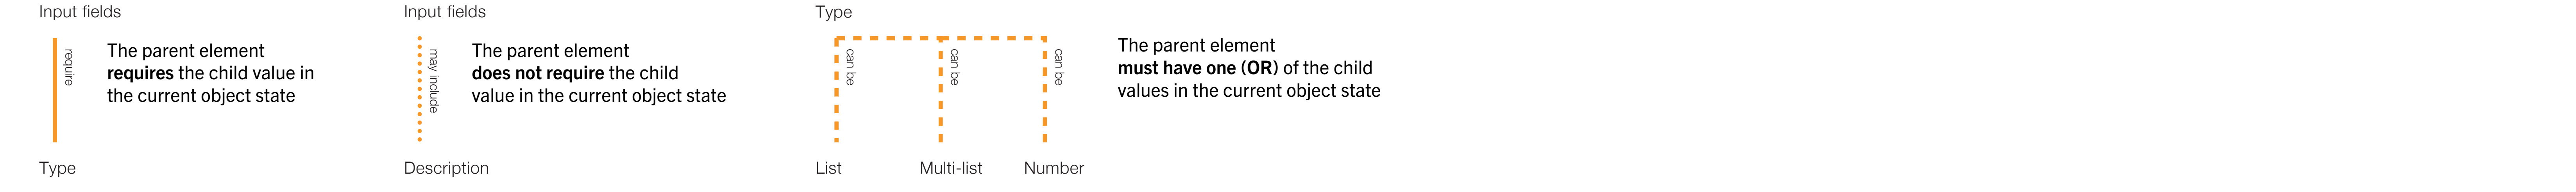 Input fields
require
The parent element
requires the child value in
the current object state
Type
Input fields
may include
The parent element
does not require the child
value in the current object state
Description
Type
can be
can be
can be
The parent element
must have one (OR) of the child
values in the current object state
List
Multi-list
Number